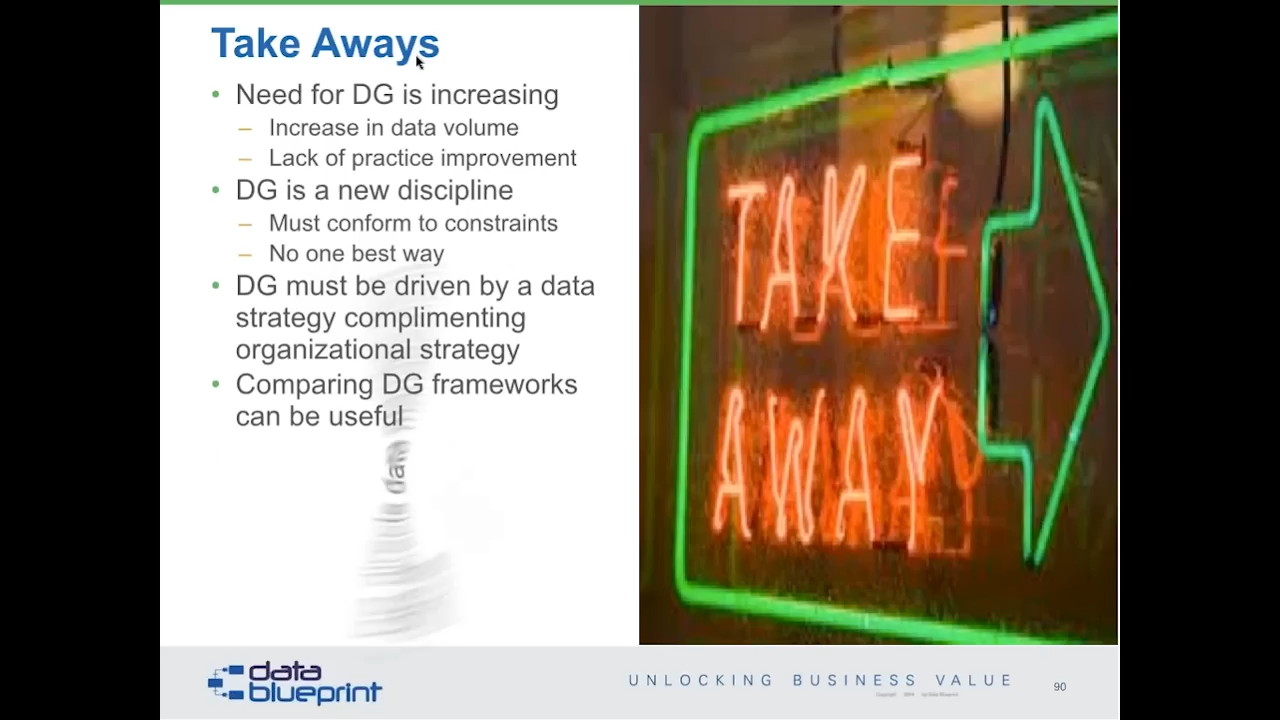 Take Aways
• Need for DG is increasing
– Increase in data volume
– Lack of practice improvement
• DG is a new discipline
– Must conform to constraints
– No one best way
• DG must be driven by a data
strategy complimenting
organizational strategy
• Comparing DG frameworks
can be useful
data
TAKE
AWAY
data
blueprint
UNLOCKING BUSINESS VALUE
90